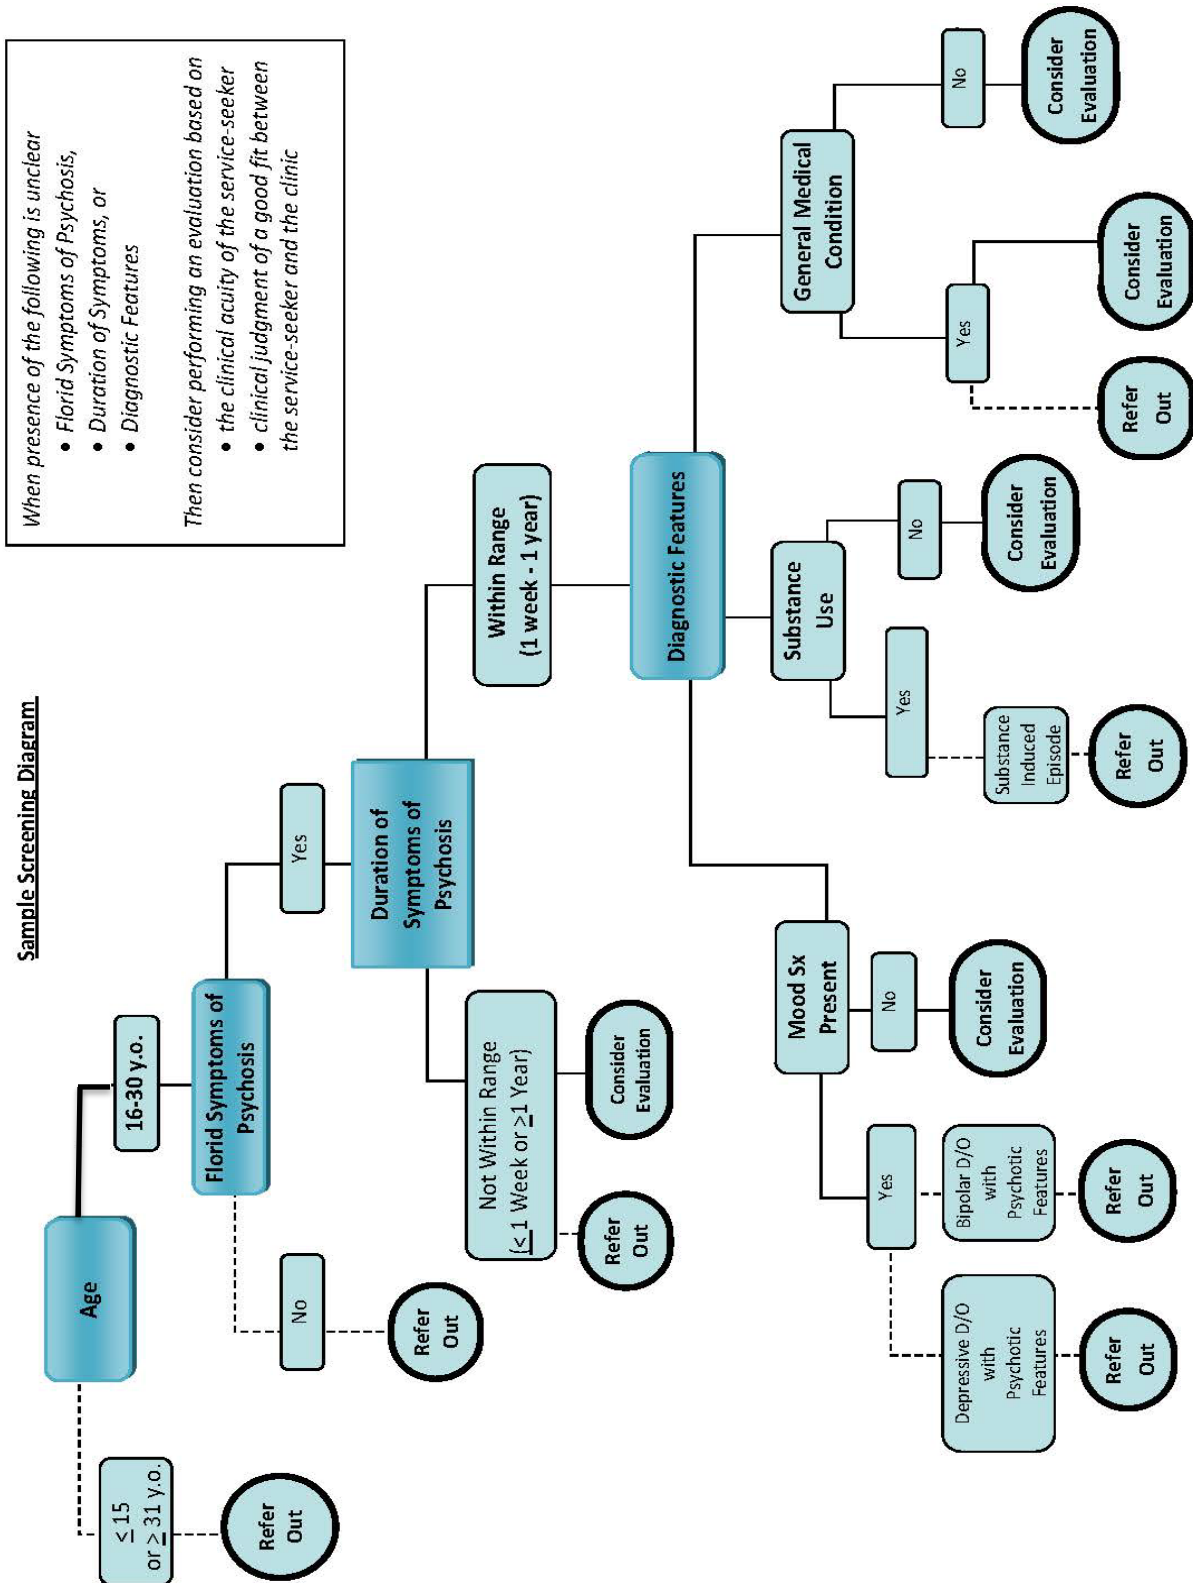 Sample Screening Diagram
When presence of the following is unclear
• Florid Symptoms of Psychosis,
• Duration of Symptoms, or
• Diagnostic Features
Then consider performing an evaluation based on
• the clinical acuity of the service-seeker
• clinical judgment of a good fit between
the service-seeker and the clinic
Age
≤ 15
or ≥ 31 y.o.
Refer
Out
16-30 y.o.
Florid Symptoms of
Psychosis
No
Refer
Out
Yes
Duration of
Symptoms of
Psychosis
Not Within Range
(≤ 1 Week or ≥1 Year)
Refer
Out
Consider
Evaluation
Within Range
(1 week - 1 year)
Diagnostic Features
Mood Sx
Present
Yes
Depressive D/O
with
Psychotic
Features
Refer
Out
Bipolar D/O
with
Psychotic
Features
Refer
Out
No
Consider
Evaluation
Substance
Use
Yes
Substance
Induced
Episode
Refer
Out
No
Consider
Evaluation
General Medical
Condition
Yes
Refer
Out
Consider
Evaluation
No
Consider
Evaluation